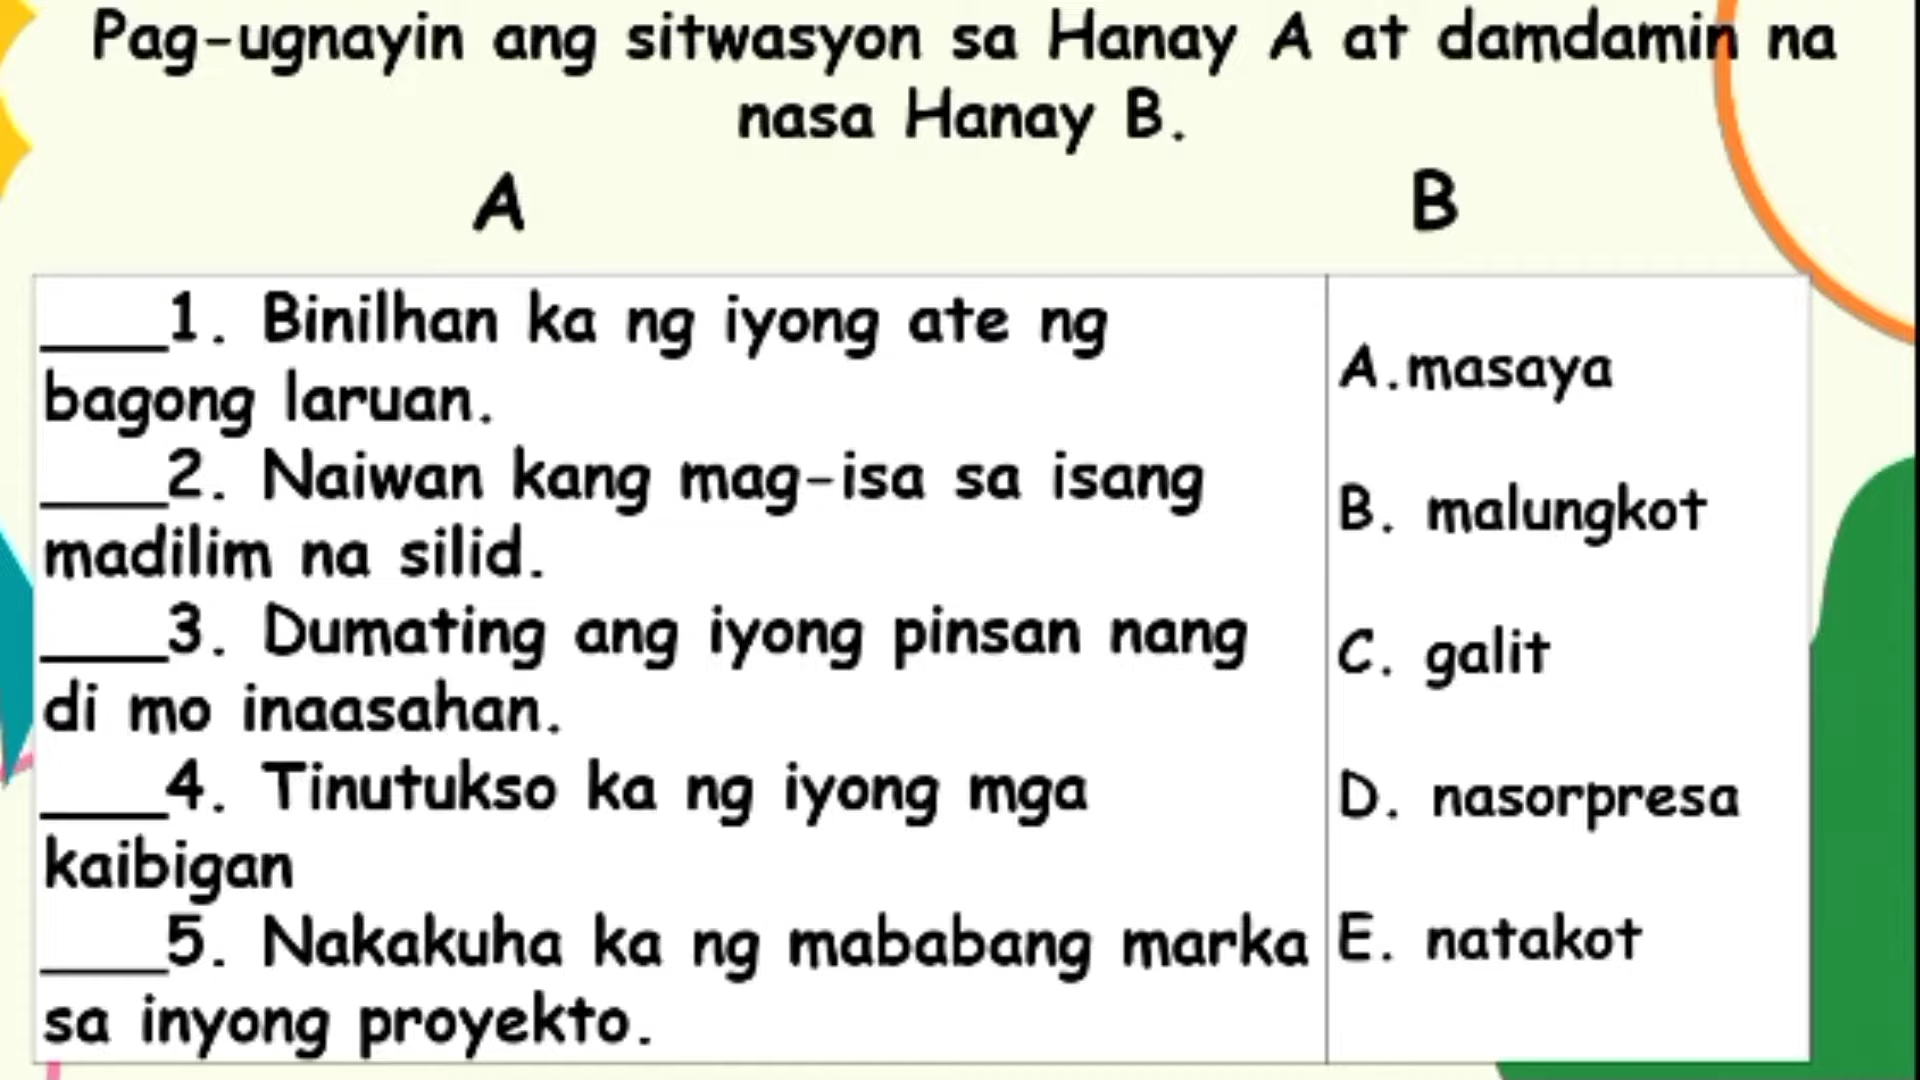 Pag-ugnayin ang sitwasyon sa Hanay A at damdamin na
nasa Hanay B.
A
B
____1. Binilhan ka ng iyong ate ng
bagong laruan.
____2. Naiwan kang mag-isa sa isang
madilim na silid.
____3. Dumating ang iyong pinsan nang
di mo inaasahan.
____4. Tinutukso ka ng iyong mga
kaibigan
____5. Nakakuha ka ng mababang marka
sa inyong proyekto.
A.masaya
B. malungkot
C. galit
D. nasorpresa
E. natakot